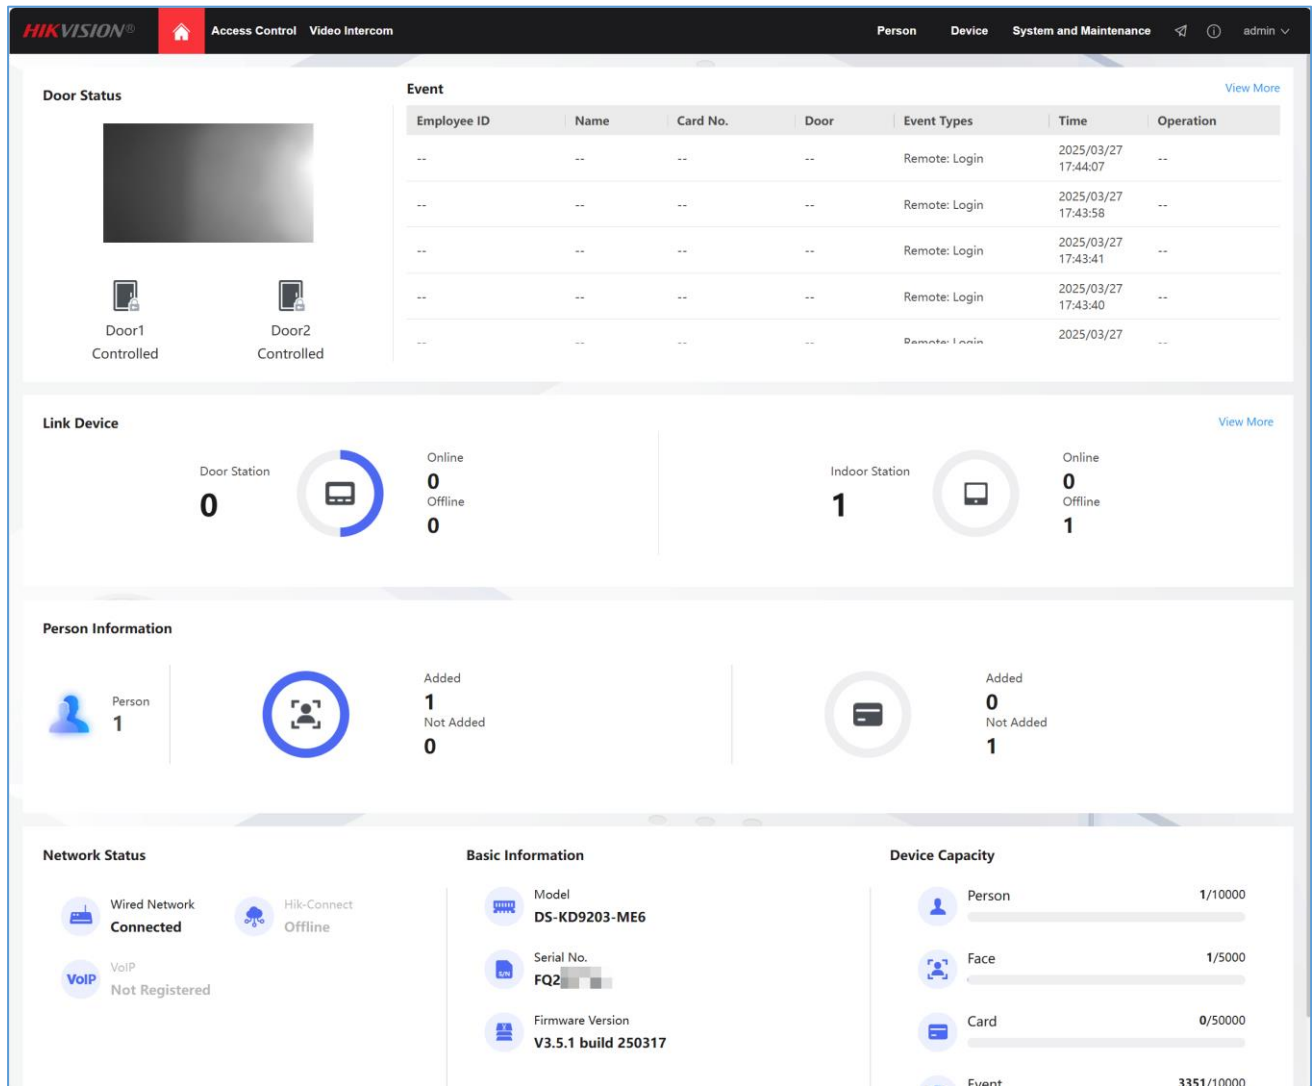 HIKVISION®
Access Control Video Intercom
Person Device System and Maintenance admin
Door Status
Door1
Controlled
Door2
Controlled
Event
View More
Employee ID Name Card No. Door Event Types Time Operation
-- -- -- -- Remote: Login 2025/03/27 --
17:44:07
-- -- -- -- Remote: Login 2025/03/27 --
17:43:58
-- -- -- -- Remote: Login 2025/03/27 --
17:43:41
-- -- -- -- Remote: Login 2025/03/27 --
17:43:40
-- -- -- -- Remote: Login 2025/03/27 --
Link Device
View More
Door Station
0
Online
0
Offline
0
Indoor Station
1
Online
0
Offline
1
Person Information
Person
1
Added
1
Not Added
0
Added
0
Not Added
1
Network Status
Wired Network
Connected
Hik-Connect
Offline
VoIP
VoIP
Not Registered
Basic Information
Model
DS-KD9203-ME6
S/N
Serial No.
FQ2
Firmware Version
V3.5.1 build 250317
Device Capacity
Person 1/10000
Face 1/5000
Card 0/50000
Event 3351/10000